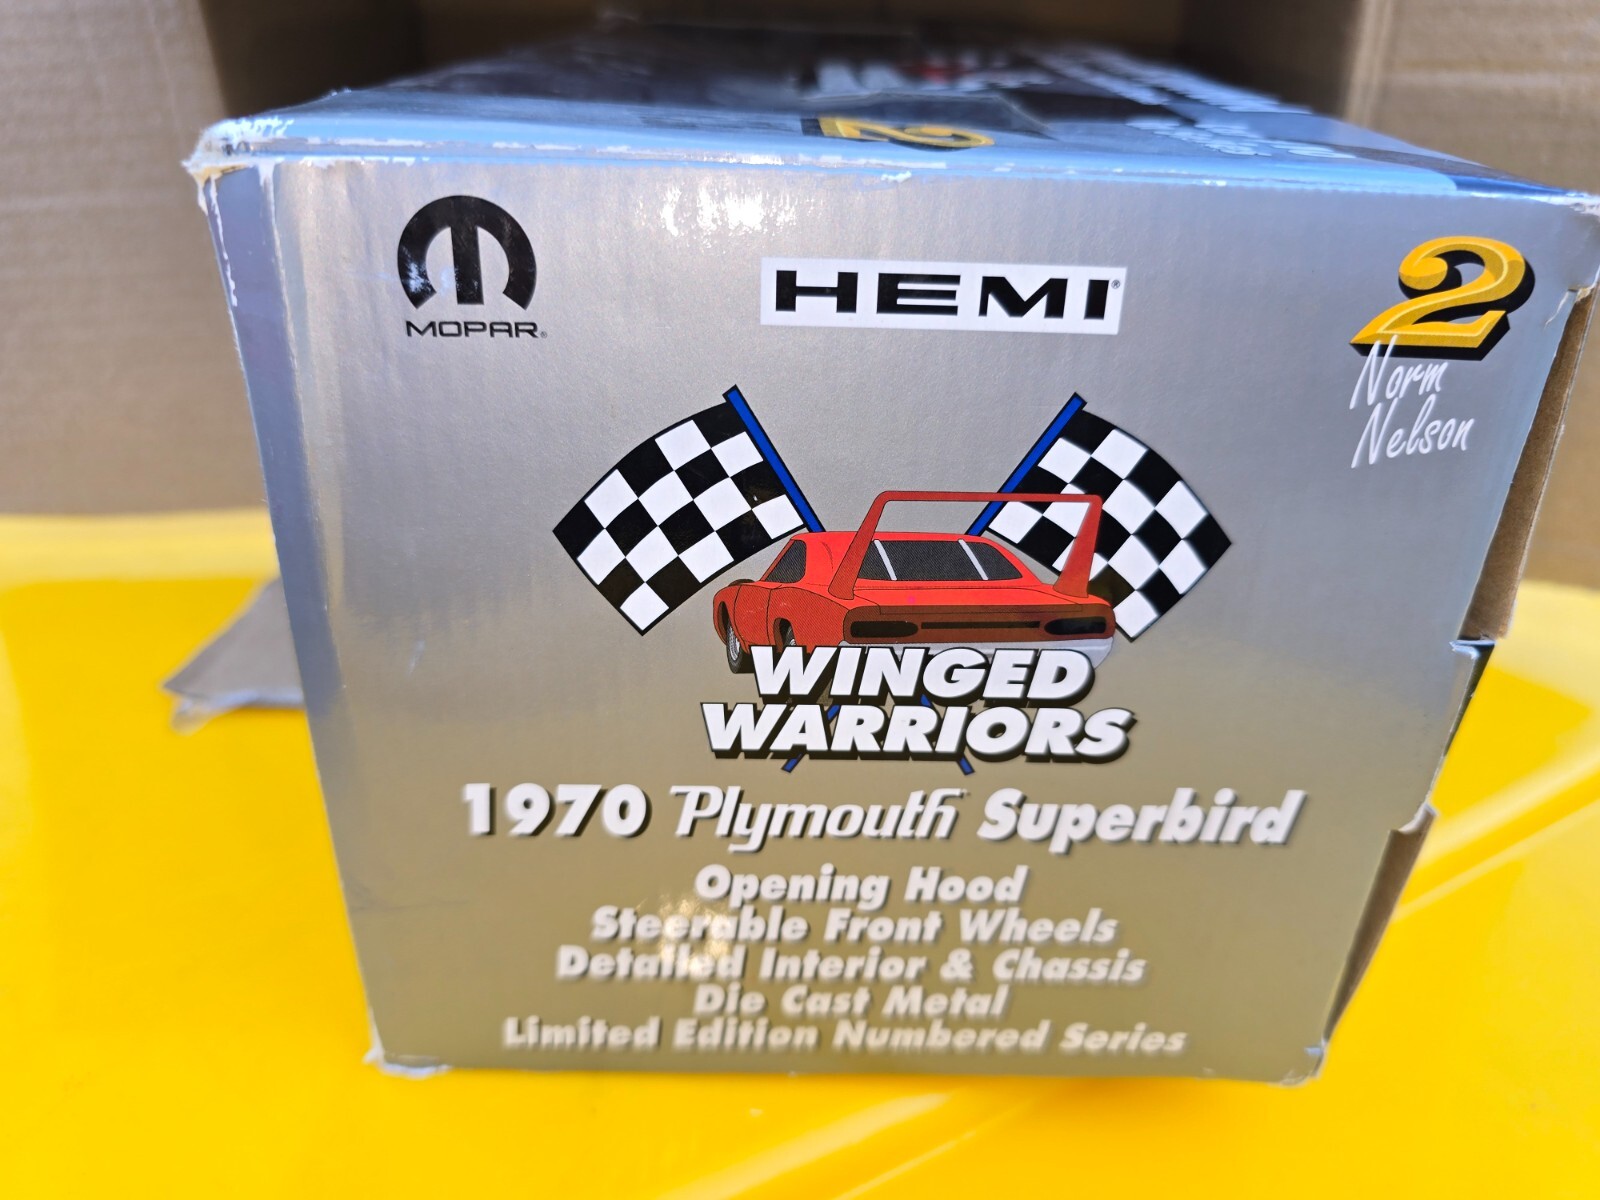 2
MOPAR®
HEMI®
2
Norm
Nelson
WINGED
WARRIORS
1970 Plymouth Superbird
Opening Hood
Steerable Front Wheels
Detailed Interior & Chassis
Die Cast Metal
Limited Edition Numbered Series